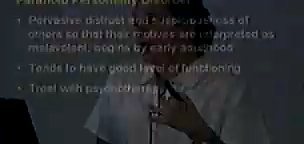 Paranoid Personality Disorder
• Pervasive distrust and suspiciousness of
others so that their motives are interpreted as
malevolent, begins by early adulthood
• Tends to have good level of functioning
• Treat with psychotherapy